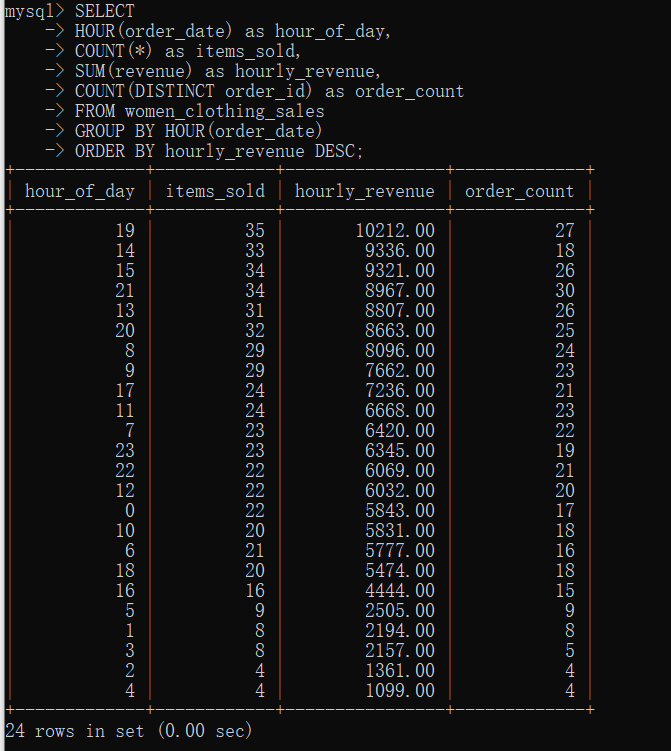 mysql> SELECT
    -> HOUR(order_date) as hour_of_day,
    -> COUNT(*) as items_sold,
    -> SUM(revenue) as hourly_revenue,
    -> COUNT(DISTINCT order_id) as order_count
    -> FROM women_clothing_sales
    -> GROUP BY HOUR(order_date)
    -> ORDER BY hourly_revenue DESC;
+-------------+------------+----------------+-------------+
| hour_of_day | items_sold | hourly_revenue | order_count |
+-------------+------------+----------------+-------------+
|          19 |         35 |       10212.00 |          27 |
|          14 |         33 |        9336.00 |          18 |
|          15 |         34 |        9321.00 |          26 |
|          21 |         34 |        8967.00 |          30 |
|          13 |         31 |        8807.00 |          26 |
|          20 |         32 |        8663.00 |          25 |
|           8 |         29 |        8096.00 |          24 |
|           9 |         29 |        7662.00 |          23 |
|          17 |         24 |        7236.00 |          21 |
|          11 |         24 |        6668.00 |          23 |
|           7 |         23 |        6420.00 |          22 |
|          23 |         23 |        6345.00 |          19 |
|          22 |         22 |        6069.00 |          21 |
|          12 |         22 |        6032.00 |          20 |
|           0 |         22 |        5843.00 |          17 |
|          10 |         20 |        5831.00 |          18 |
|           6 |         21 |        5777.00 |          16 |
|          18 |         20 |        5474.00 |          18 |
|          16 |         16 |        4444.00 |          15 |
|           5 |          9 |        2505.00 |           9 |
|           1 |          8 |        2194.00 |           8 |
|           3 |          8 |        2157.00 |           5 |
|           2 |          4 |        1361.00 |           4 |
|           4 |          4 |        1099.00 |           4 |
+-------------+------------+----------------+-------------+
24 rows in set (0.00 sec)